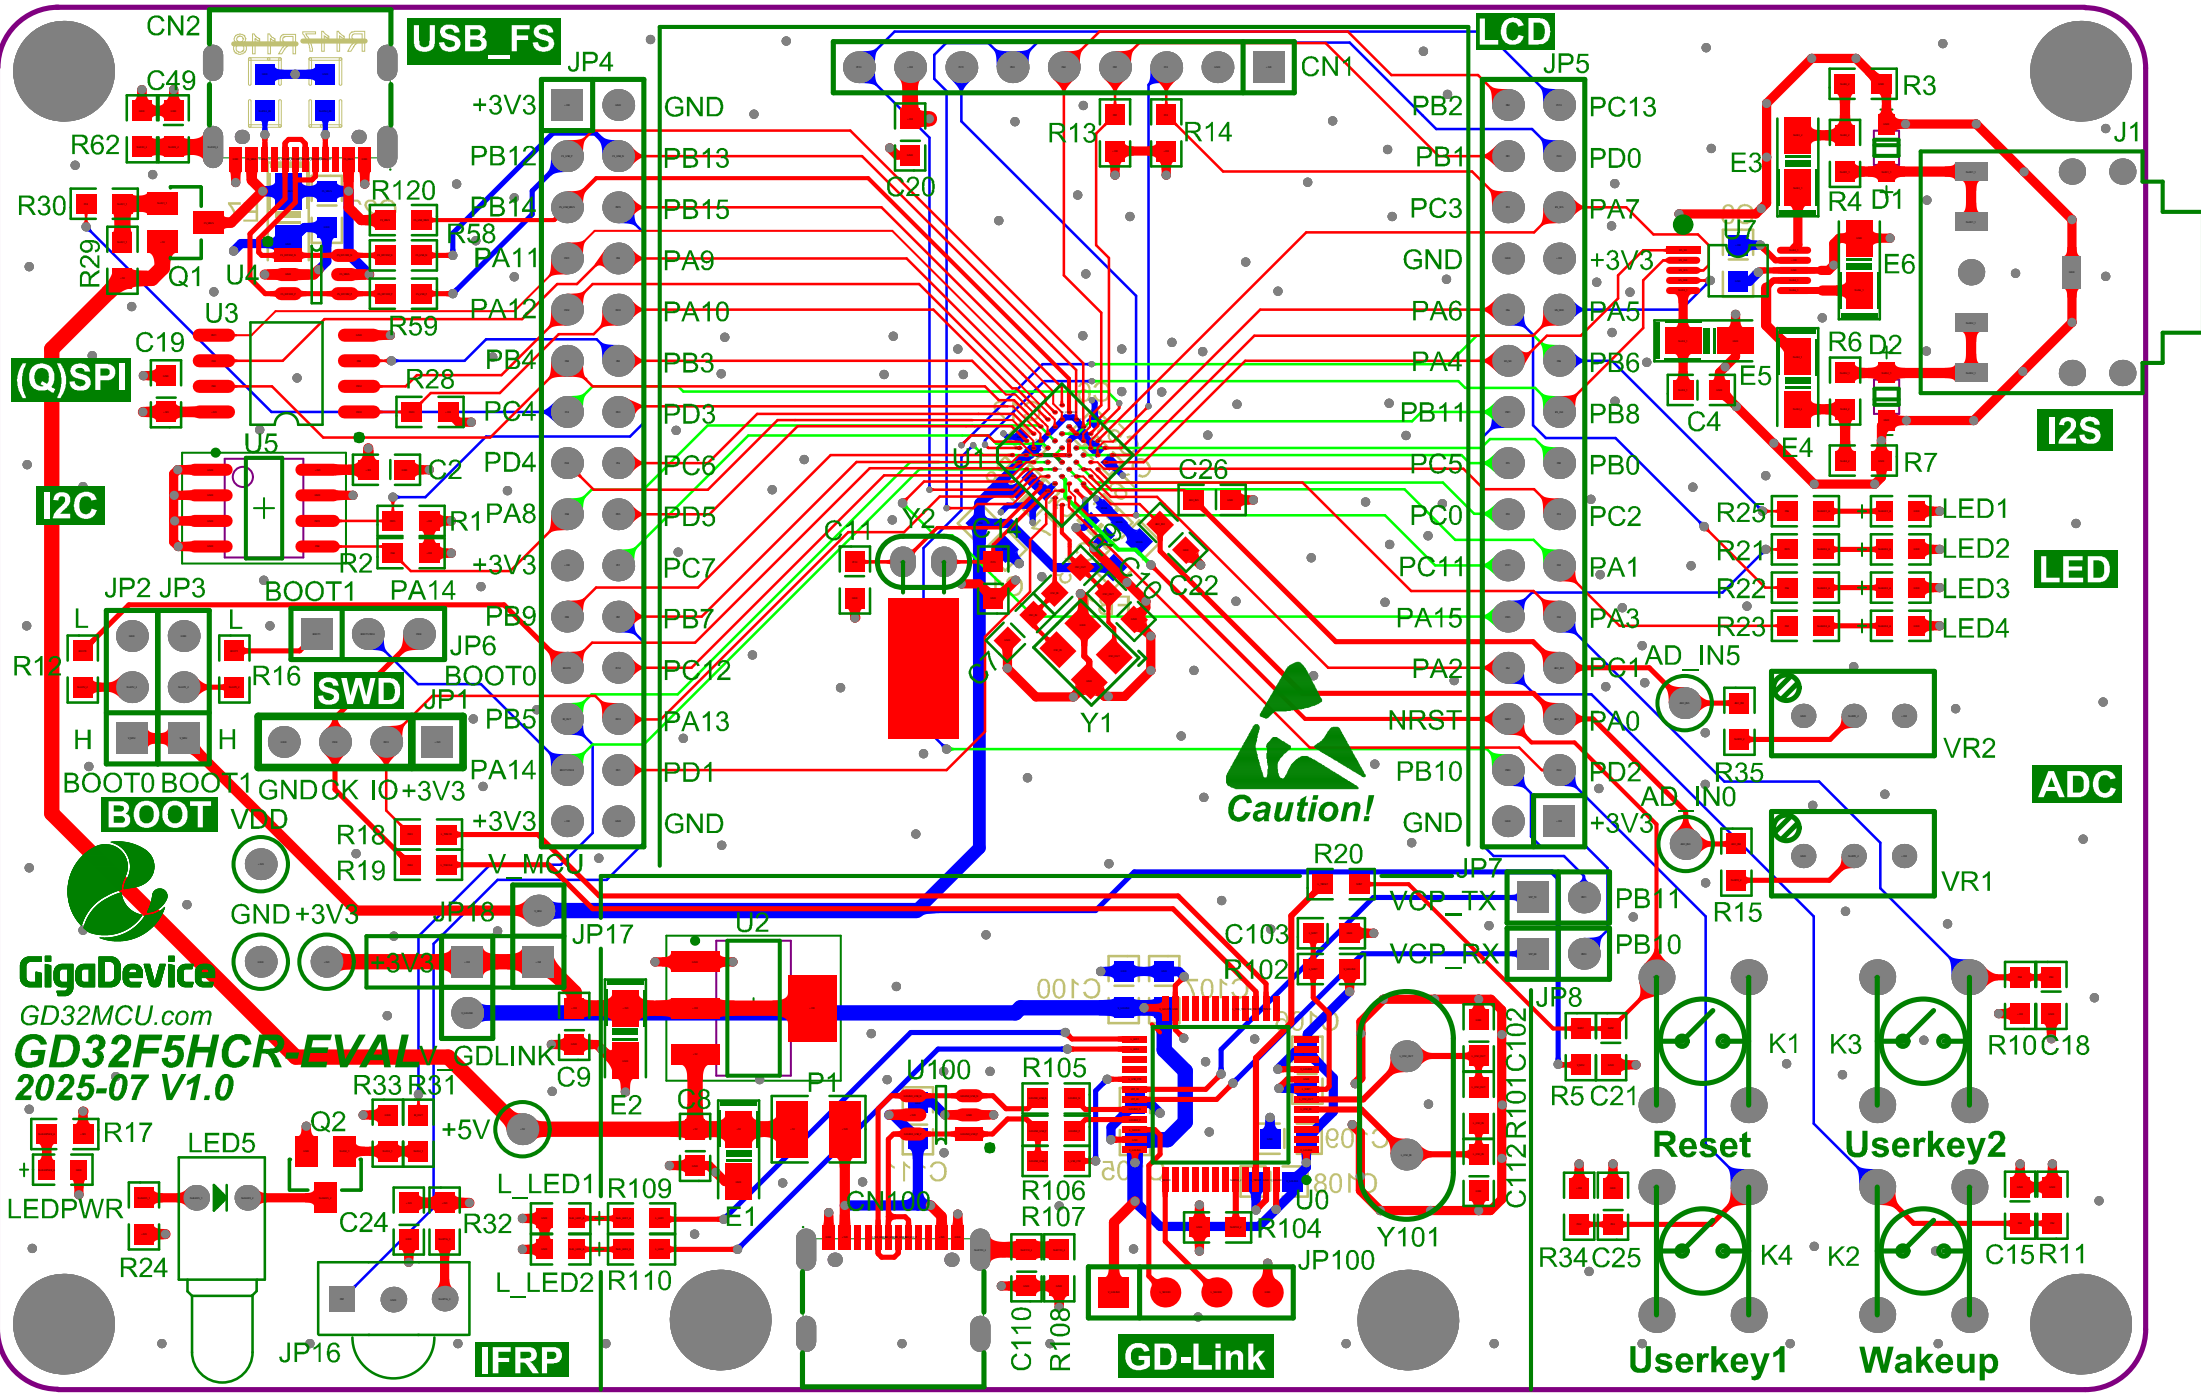 CN2
USB_FS
LCD
C49
R62
R30
R29
Q1
U4
R120
R58
R59
U3
C19
(Q)SPI
R28
U5
C2
I2C
R1
R2
JP4
+3V3 GND
PB12 PB13
PB14 PB15
PA11 PA9
PA12 PA10
PB4 PB3
PC4 PD3
PD4 PC6
PA8 PD5
+3V3 PC7
PB9 PB7
BOOT0 PC12
PB5 PA13
PA14 PD1
+3V3 GND
CN1
R13
R14
C20
JP5
PB2 PC13
PB1 PD0
PC3 PA7
GND +3V3
PA6 PA5
PA4 PB6
PB11 PB8
PC5 PB0
PC0 PC2
PC11 PA1
PA15 PA3
PA2 PC1
NRST PA0
PB10 PD2
GND +3V3
R3
J1
E3
R4
D1
U7
E6
E5
C4
R6
D2
E4
R7
I2S
U1
C26
C11
Y2
C22
Y1
Caution!
R25 LED1
R21 LED2
R22 LED3
R23 LED4
LED
AD_IN5
R35
VR2
AD_IN0
R15
VR1
ADC
JP2 JP3
BOOT1 PA14
L
L
R12
R16
JP6
SWD
JP1
H
H
BOOT0 BOOT1
GND CK IO +3V3
BOOT
VDD
R18
R19
V_MCU
GND +3V3
JP18
JP17
+3V3
U2
GigaDevice
GD32MCU.com
GD32F5HCR-EVAL
2025-07 V1.0
V_GDLINK
C9
E2
R33 R31
R17
Q2
LED5
LEDPWR
R24
C24
R32
JP16
IFRP
+5V
C8
P1
E1
L_LED1
R109
L_LED2
R110
U100
CN100
R105
R106
R107
C110
R108
R104
U0
JP100
GD-Link
C100
C107
C109
C108
R20
JP7
VCP_TX
PB11
C103
R102
VCP_RX
PB10
JP8
C102
R101
C112
Y101
R5 C21
K1
Reset
K3
Userkey2
R10 C18
R34 C25
K4
Userkey1
K2
Wakeup
C15 R11